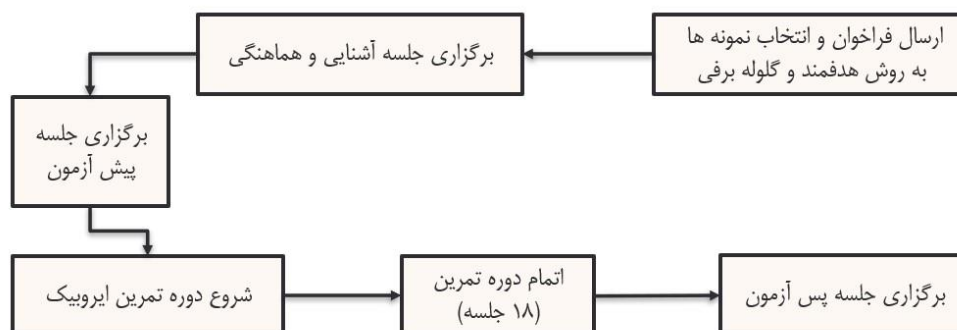 ارسال فراخوان و انتخاب نمونه ها
به روش هدفمند و گلوله برفی
برگزاری جلسه آشنایی و هماهنگی
برگزاری جلسه
پیش آزمون
شروع دوره تمرین ایروبیک
اتمام دوره تمرین
(۱۸ جلسه)
برگزاری جلسه پس آزمون